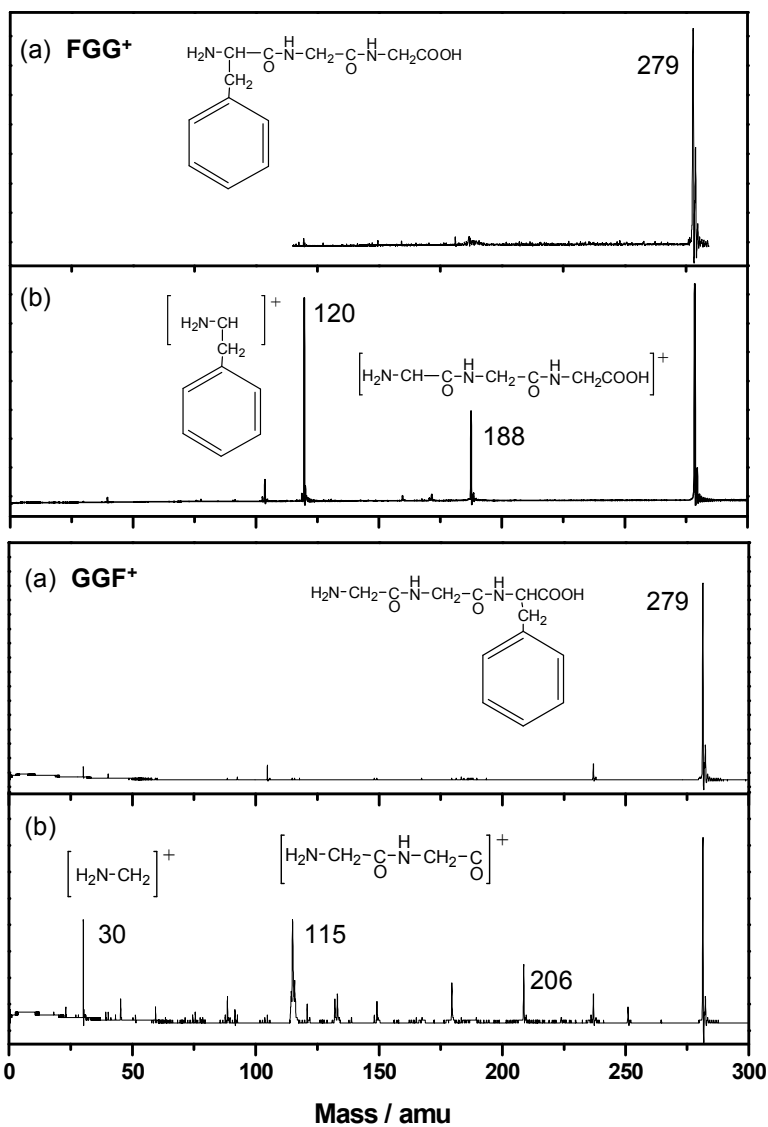 (a) FGG+
H2N-CH-C-N-CH2-C-N-CH2COOH
H
H
O
O
CH2
279
(b)
[H2N-CH
CH2]+
120
[H2N-CH-C-N-CH2-C-N-CH2COOH]+
H
H
O
O
188
(a) GGF+
H2N-CH2-C-N-CH2-C-N-CHCOOH
H
H
O
O
CH2
279
(b)
[H2N-CH2]+
[H2N-CH2-C-N-CH2-C]+
H
O
O
30
115
206
0 50 100 150 200 250 300
Mass / amu